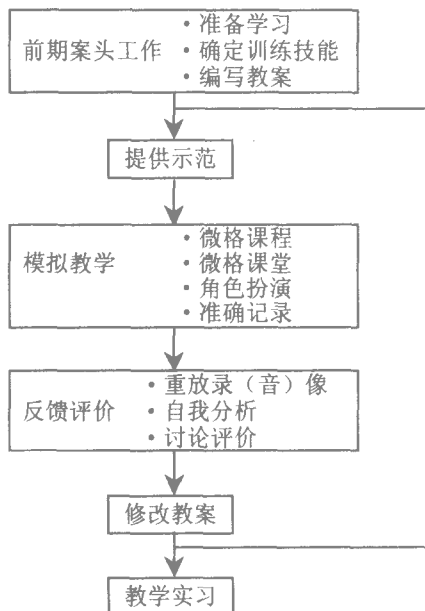 · 准备学习
前期案头工作 · 确定训练技能
· 编写教案
提供示范
· 微格课程
模拟教学 · 微格课堂
· 角色扮演
· 准确记录
· 重放录（音）像
反馈评价 · 自我分析
· 讨论评价
修改教案
教学实习